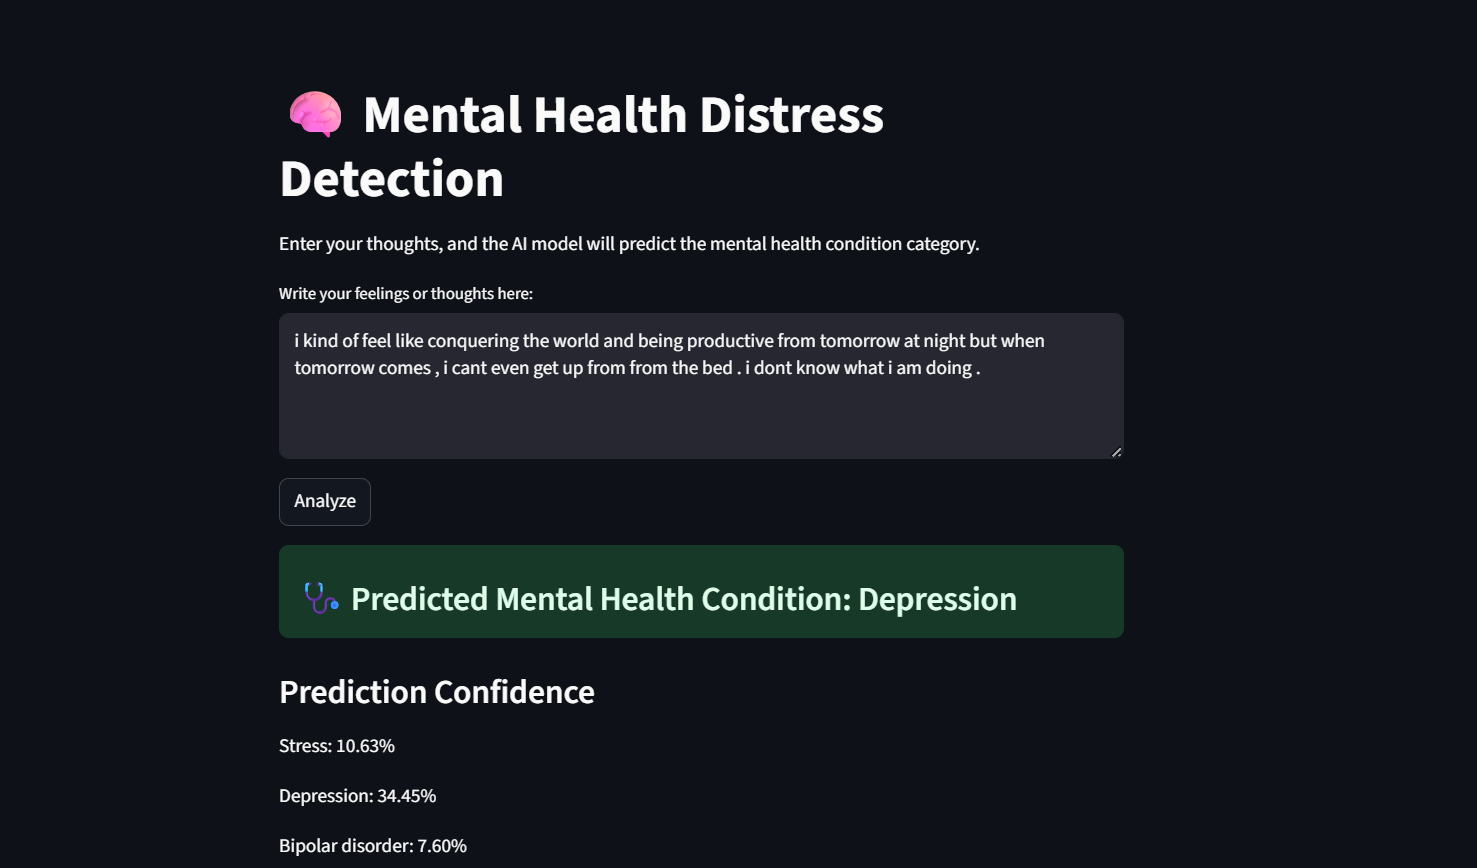 🧠 Mental Health Distress
Detection
Enter your thoughts, and the AI model will predict the mental health condition category.
Write your feelings or thoughts here:
i kind of feel like conquering the world and being productive from tomorrow at night but when
tomorrow comes , i cant even get up from from the bed . i dont know what i am doing .
Analyze
🩺 Predicted Mental Health Condition: Depression
Prediction Confidence
Stress: 10.63%
Depression: 34.45%
Bipolar disorder: 7.60%